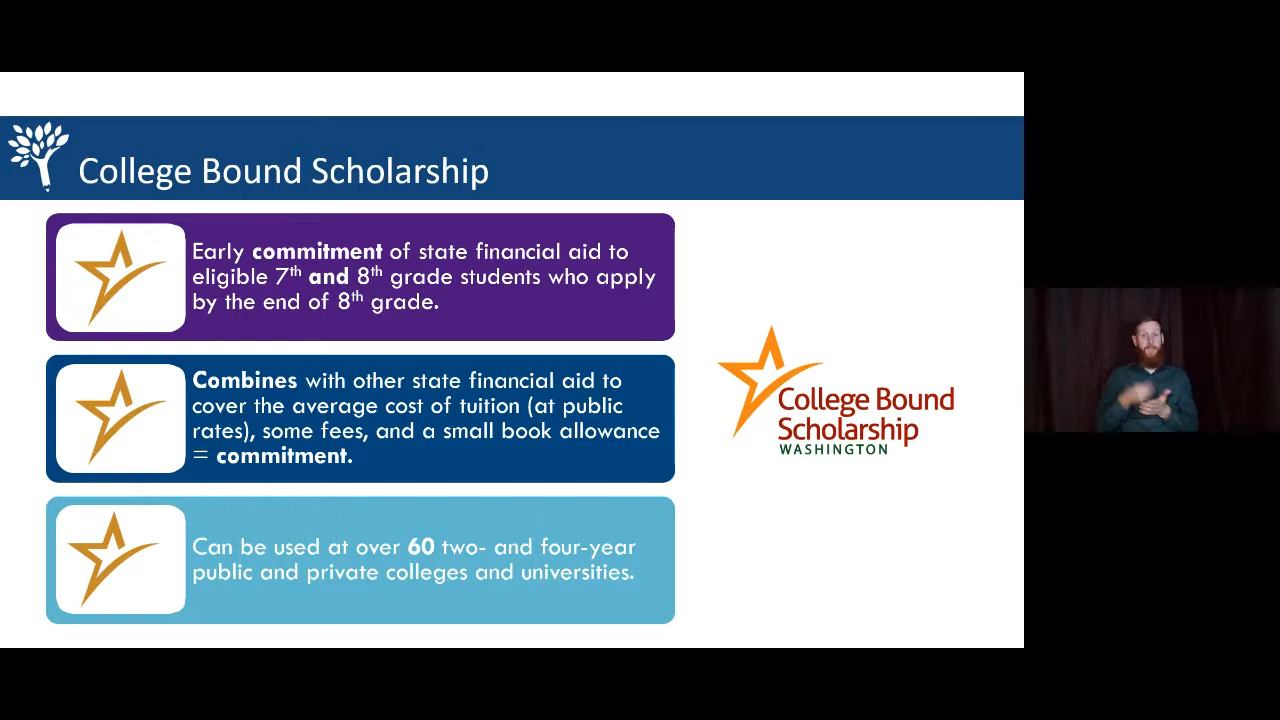 College Bound Scholarship
Early commitment of state financial aid to
eligible 7th and 8th grade students who apply
by the end of 8th grade.
Combines with other state financial aid to
cover the average cost of tuition (at public
rates), some fees, and a small book allowance
= commitment.
Can be used at over 60 two- and four-year
public and private colleges and universities.
College Bound
Scholarship
WASHINGTON